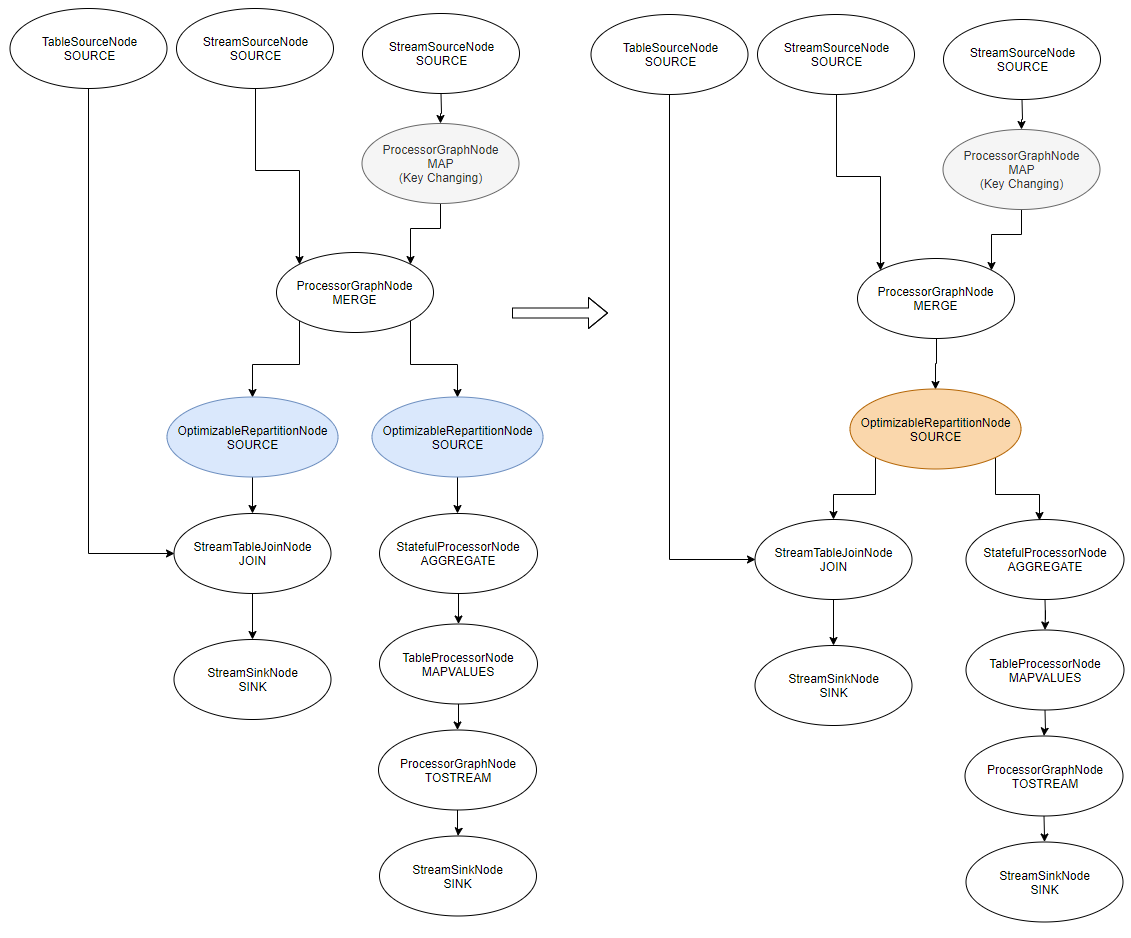 TableSourceNode
SOURCE
StreamSourceNode
SOURCE
StreamSourceNode
SOURCE
ProcessorGraphNode
MAP
(Key Changing)
ProcessorGraphNode
MERGE
OptimizableRepartitionNode
SOURCE
OptimizableRepartitionNode
SOURCE
StreamTableJoinNode
JOIN
StatefulProcessorNode
AGGREGATE
StreamSinkNode
SINK
TableProcessorNode
MAPVALUES
ProcessorGraphNode
TOSTREAM
StreamSinkNode
SINK
TableSourceNode
SOURCE
StreamSourceNode
SOURCE
StreamSourceNode
SOURCE
ProcessorGraphNode
MAP
(Key Changing)
ProcessorGraphNode
MERGE
OptimizableRepartitionNode
SOURCE
StreamTableJoinNode
JOIN
StatefulProcessorNode
AGGREGATE
StreamSinkNode
SINK
TableProcessorNode
MAPVALUES
ProcessorGraphNode
TOSTREAM
StreamSinkNode
SINK